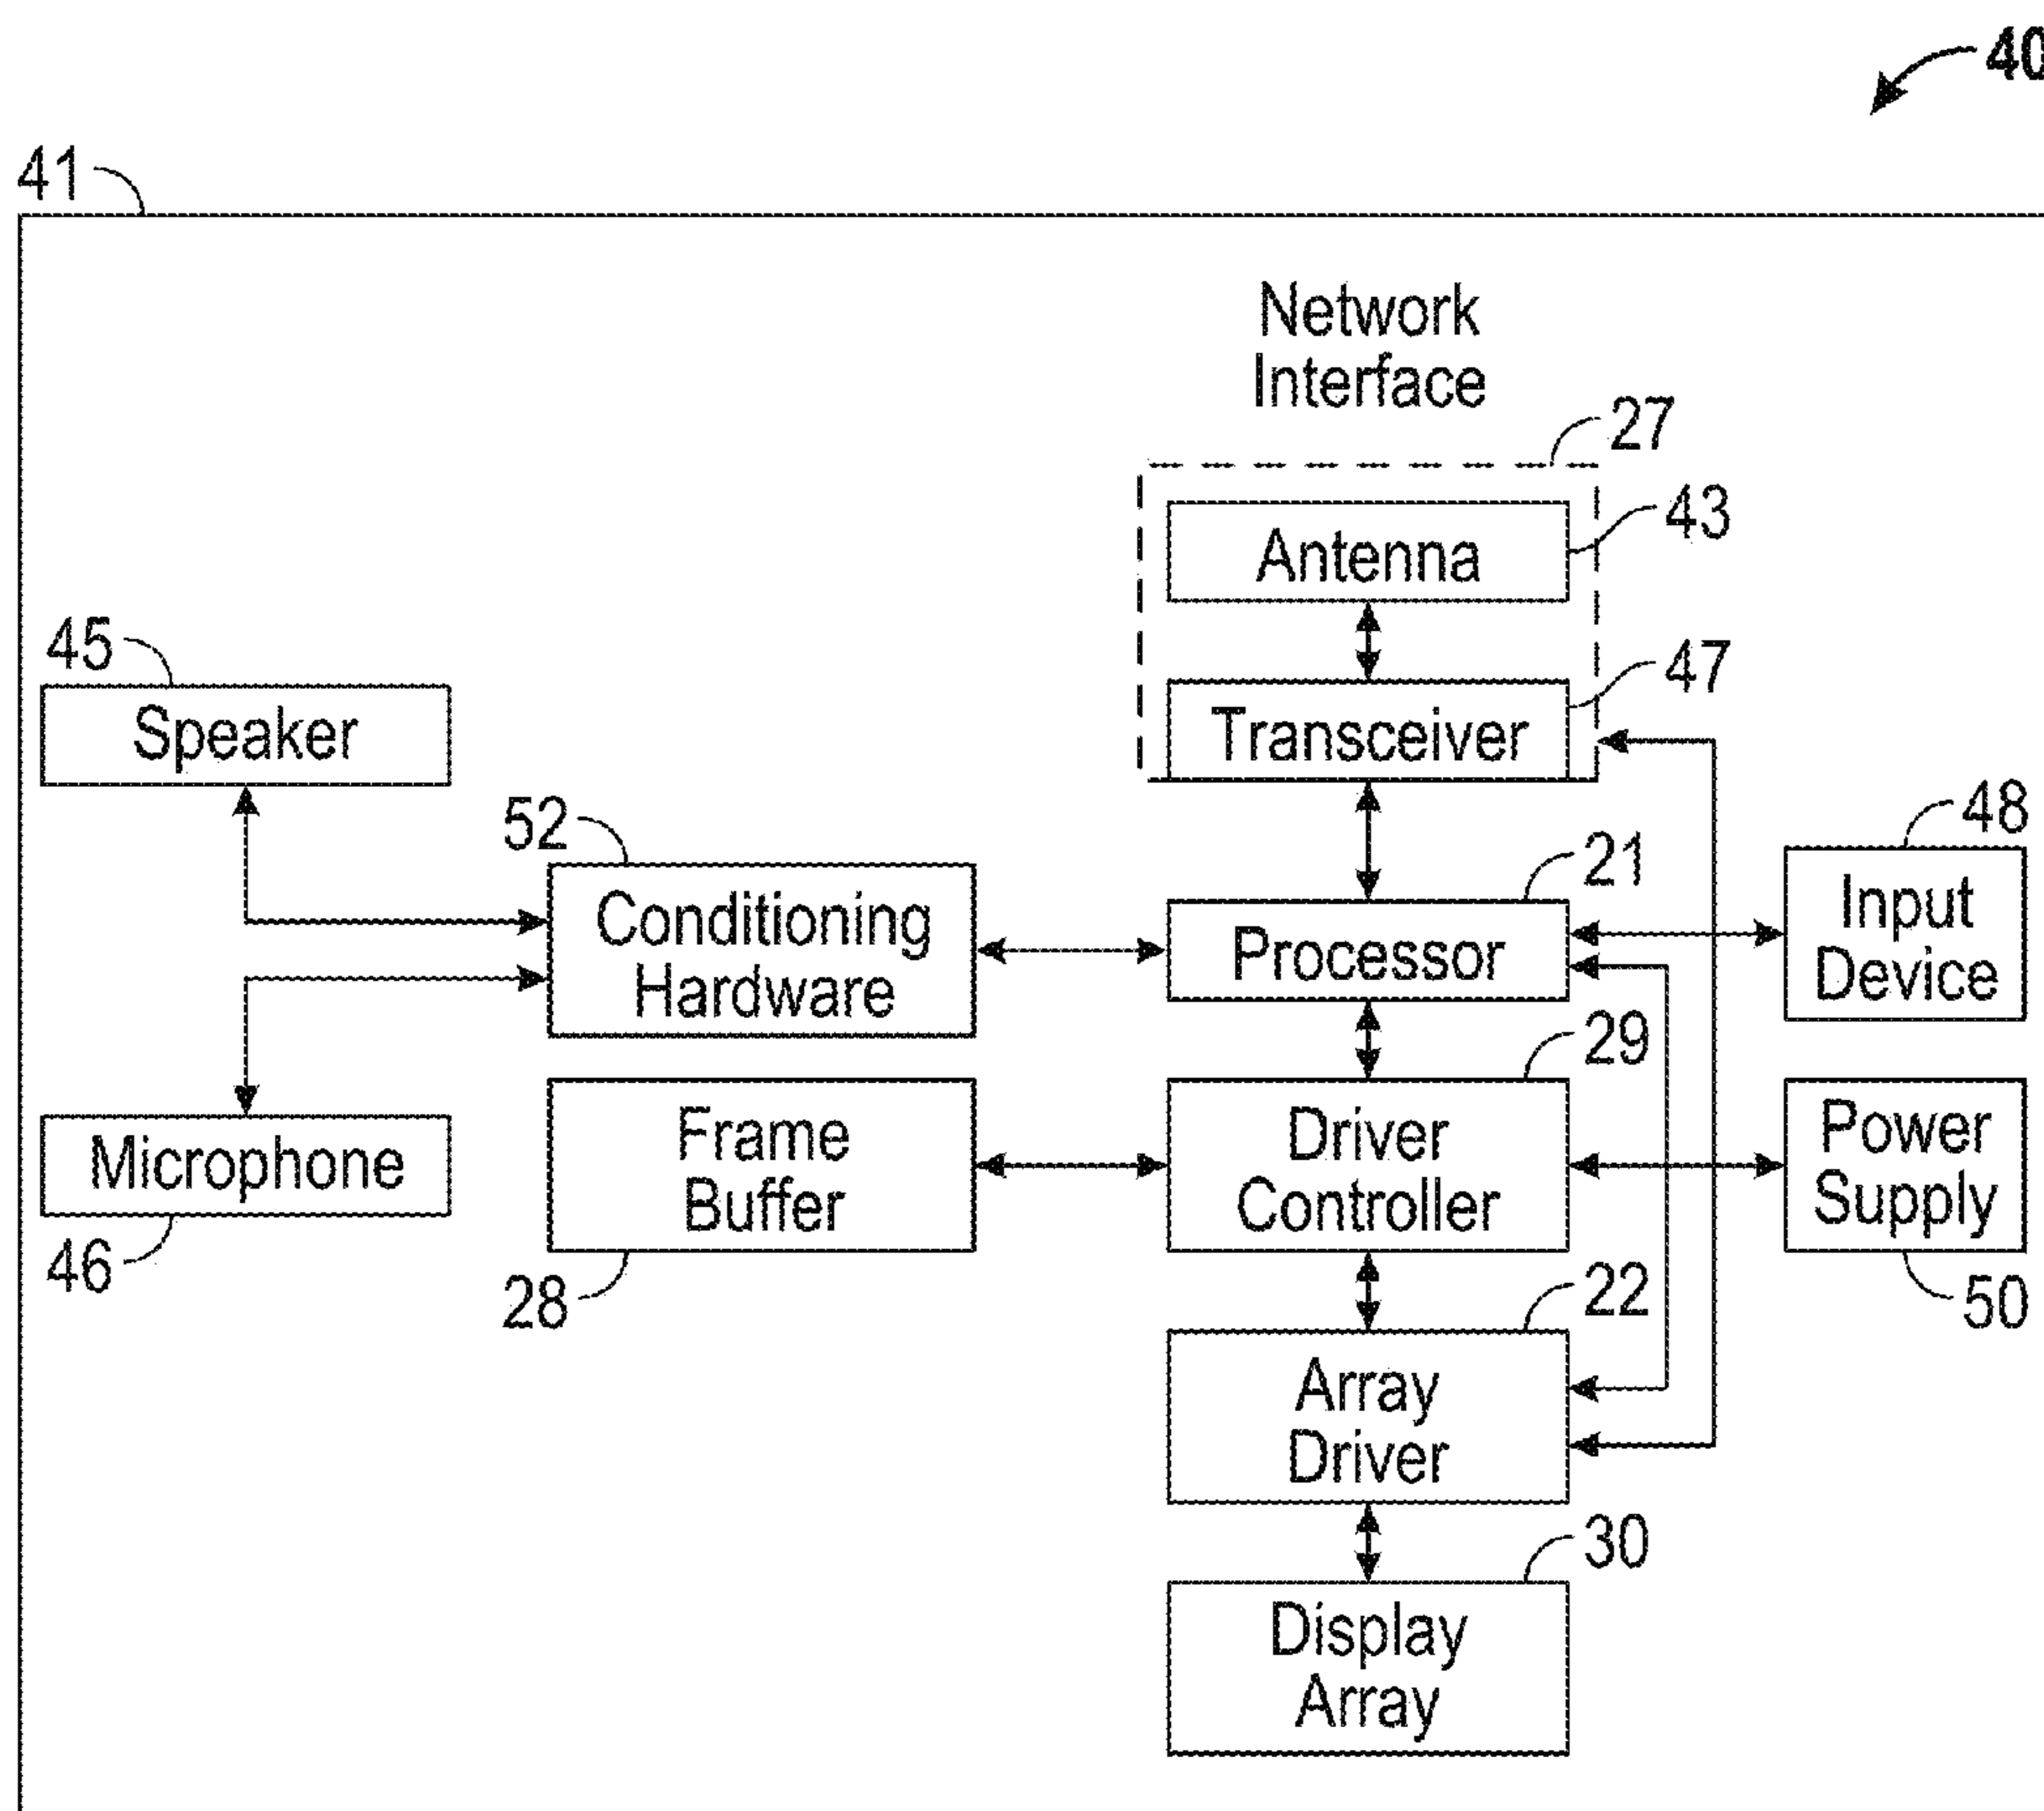 40
41
Network
Interface
27
Antenna
43
45
Speaker
Transceiver
47
52
Conditioning
Hardware
21
Processor
48
Input
Device
Microphone
46
Frame
Buffer
28
29
Driver
Controller
Power
Supply
50
22
Array
Driver
30
Display
Array